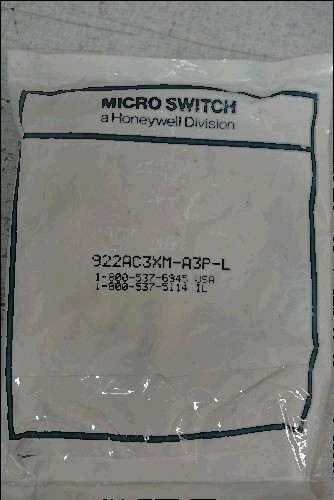 MICRO SWITCH
a Honeywell Division
922AC3XM-A3P-L
1-800-537-6945 USA
1-800-537-5114 IL